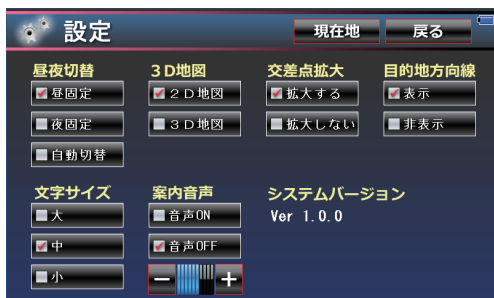 設定
現在地
戻る
昼夜切替
昼固定
夜固定
自動切替
3D地図
2D地図
3D地図
交差点拡大
拡大する
拡大しない
目的地方向線
表示
非表示
文字サイズ
大
中
小
案内音声
音声ON
音声OFF
− +
システムバージョン
Ver 1.0.0